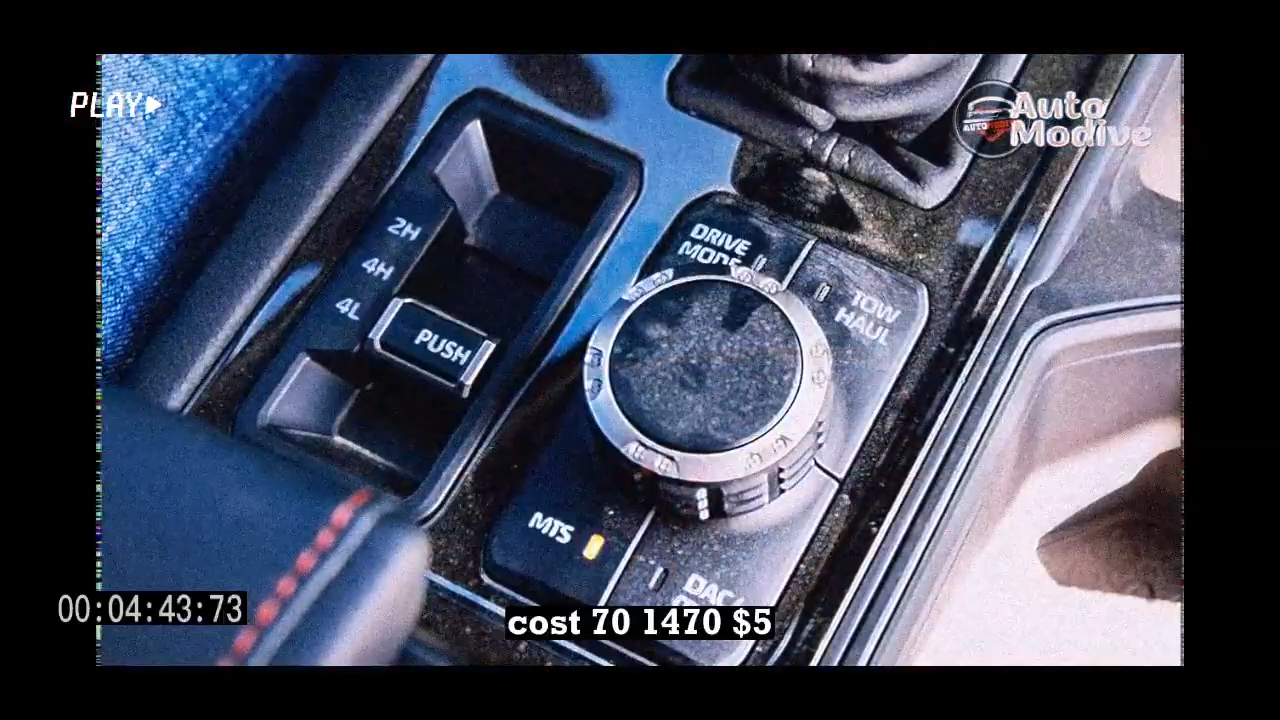 PLAY
Auto
Modive
2H
4H
4L
PUSH
DRIVE
MODE
TOW
HAUL
MTS
DAC/
00:04:43:73
cost 70 1470 $5